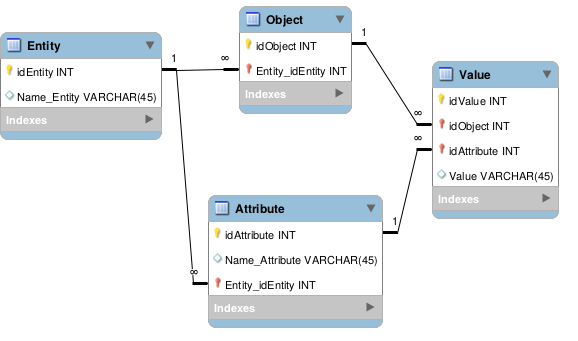 Entity
idEntity INT
Name_Entity VARCHAR(45)
Indexes
1
∞
Object
idObject INT
Entity_idEntity INT
Indexes
1
∞
∞
Value
idValue INT
idObject INT
idAttribute INT
Value VARCHAR(45)
Indexes
∞
Attribute
idAttribute INT
Name_Attribute VARCHAR(45)
Entity_idEntity INT
Indexes
1